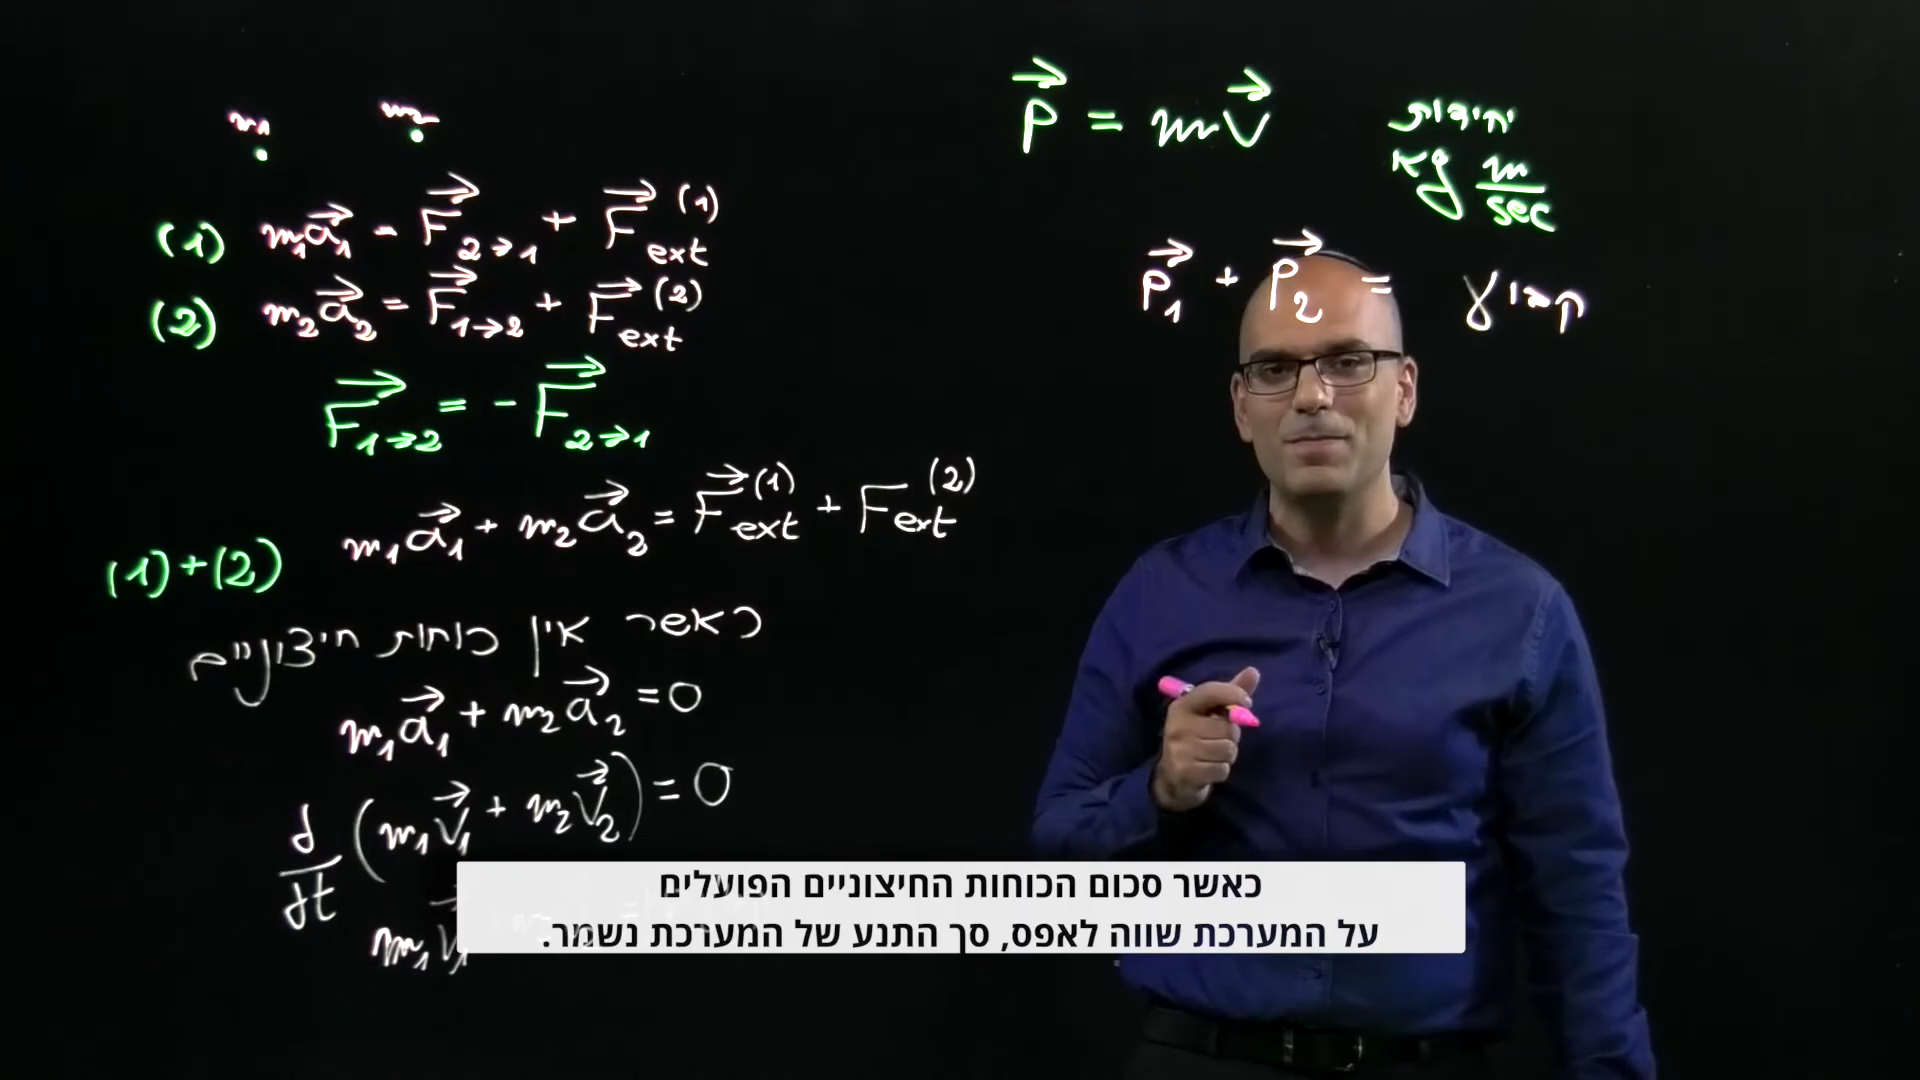 m₁ m₂
(1) m₁a⃗₁ = F⃗₂→₁ + F⃗ext⁽¹⁾
(2) m₂a⃗₂ = F⃗₁→₂ + F⃗ext⁽²⁾
F⃗₁→₂ = - F⃗₂→₁
(1)+(2) m₁a⃗₁ + m₂a⃗₂ = F⃗ext⁽¹⁾ + Fext⁽²⁾
כאשר אין כוחות חיצוניים
m₁a⃗₁ + m₂a⃗₂ = 0
d/dt (m₁v⃗₁ + m₂v⃗₂) = 0
m₁v⃗₁
p⃗ = mv⃗
יחידות
kg m/sec
p⃗₁ + p⃗₂ = קבוע
כאשר סכום הכוחות החיצוניים הפועלים
על המערכת שווה לאפס, סך התנע של המערכת נשמר.